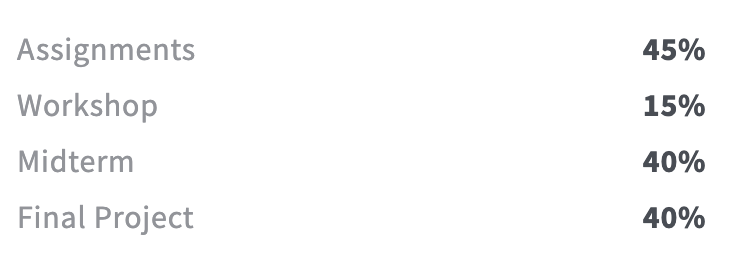 Assignments 45%
Workshop 15%
Midterm 40%
Final Project 40%